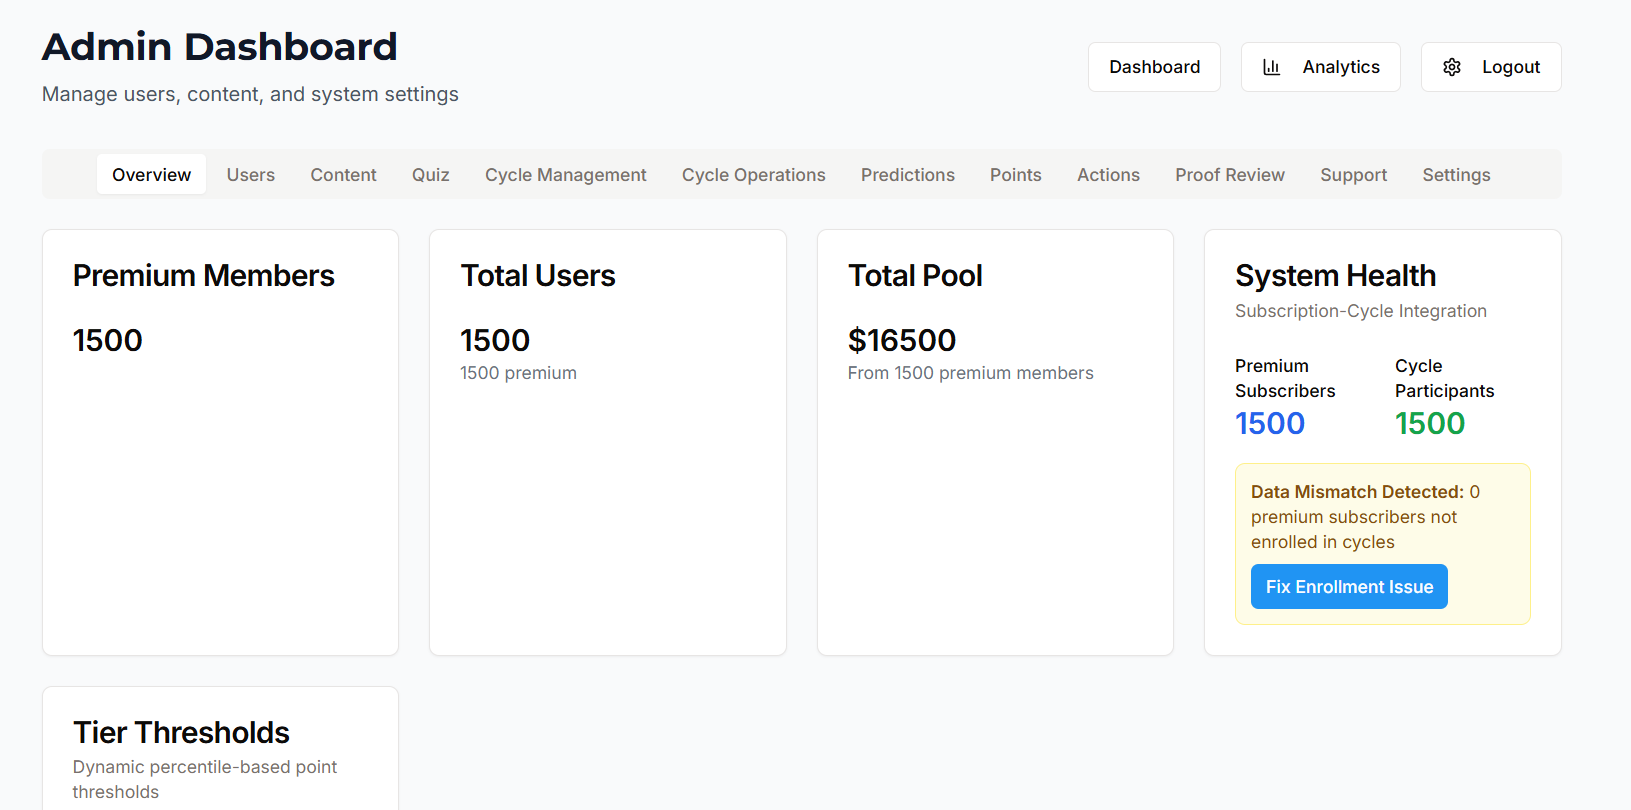 Admin Dashboard
Manage users, content, and system settings
Dashboard
Analytics
Logout
Overview
Users
Content
Quiz
Cycle Management
Cycle Operations
Predictions
Points
Actions
Proof Review
Support
Settings
Premium Members
1500
Total Users
1500
1500 premium
Total Pool
$16500
From 1500 premium members
System Health
Subscription-Cycle Integration
Premium
Subscribers
1500
Cycle
Participants
1500
Data Mismatch Detected: 0
premium subscribers not
enrolled in cycles
Fix Enrollment Issue
Tier Thresholds
Dynamic percentile-based point
thresholds